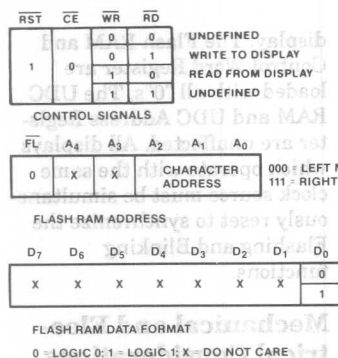 RST CE WR RD
1 0 0 0 UNDEFINED
0 1 WRITE TO DISPLAY
1 0 READ FROM DISPLAY
1 1 UNDEFINED
CONTROL SIGNALS
FL A4 A3 A2 A1 A0
0 X X CHARACTER ADDRESS 000 = LEFT
111 = RIGHT
FLASH RAM ADDRESS
D7 D6 D5 D4 D3 D2 D1 D0
X X X X X X X 0
1
FLASH RAM DATA FORMAT
0 = LOGIC 0; 1 = LOGIC 1; X = DO NOT CARE